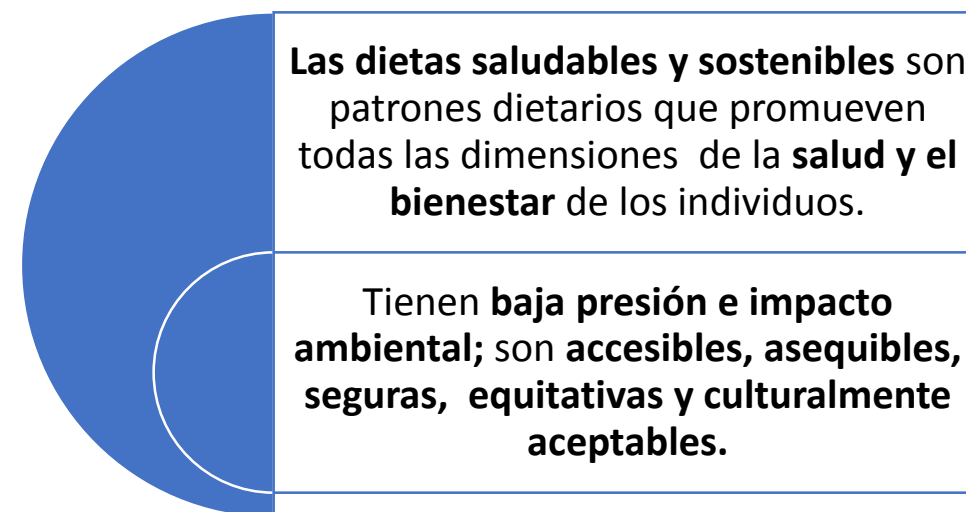 Las dietas saludables y sostenibles son
patrones dietarios que promueven
todas las dimensiones de la salud y el
bienestar de los individuos.
Tienen baja presión e impacto
ambiental; son accesibles, asequibles,
seguras, equitativas y culturalmente
aceptables.